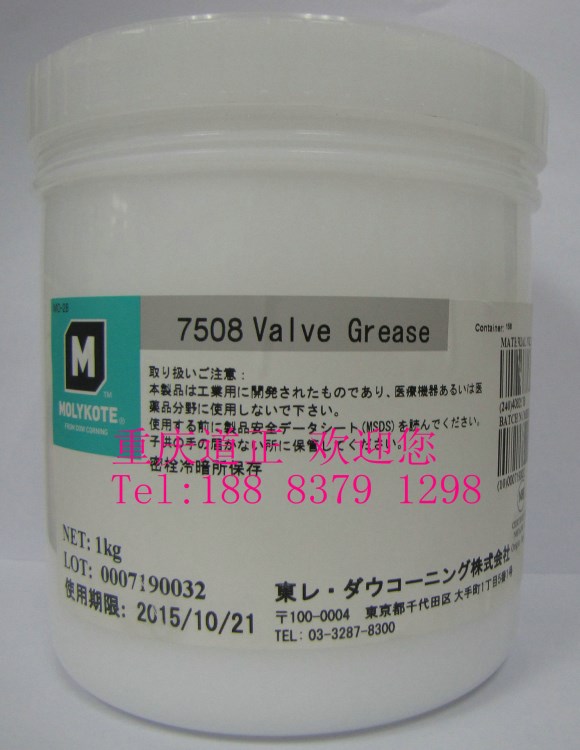 7508 Valve Grease
Container:
M
MOLYKOTE
FROM DOW CORNING
取り扱いご注意:
本製品は工業用に開発されたものであり、医療機器あるいは医
薬品分野に使用しないで下さい。
使用する前に製品安全データシート(MSDS)を読んでください。
子供の手の届かない所に保管してください。
密栓冷暗所保存
重庆道正 欢迎您
Tel:188 8379 1298
NET: 1kg
LOT: 0007190032
使用期限: 2015/10/21
東レ・ダウコーニング株式会社
〒100-0004 東京都千代田区 大手町1丁目5番1号
TEL: 03-3287-8300